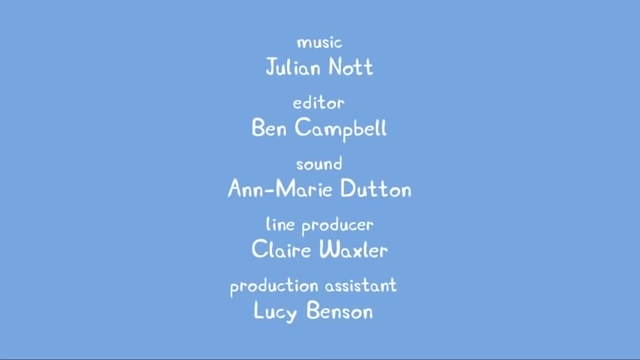 music
Julian Nott
editor
Ben Campbell
sound
Ann-Marie Dutton
line producer
Claire Waxler
production assistant
Lucy Benson